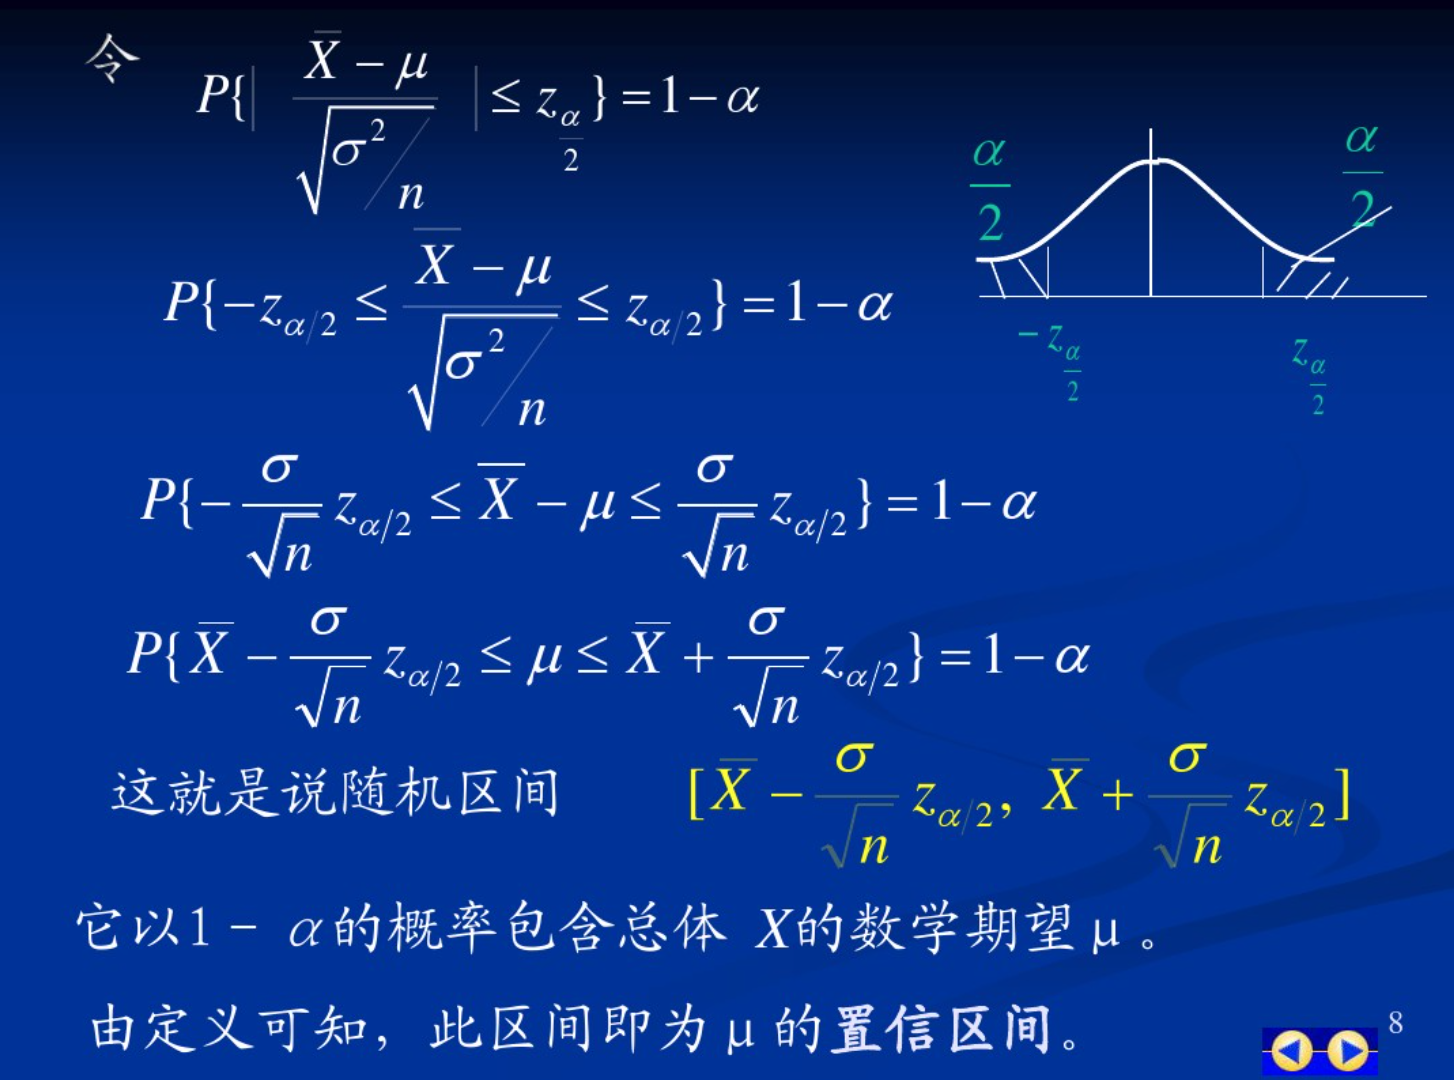 令 P{| (X̄ − μ) / √(σ²/n) | ≤ z_{α/2}} = 1 − α
P{−z_{α/2} ≤ (X̄ − μ) / √(σ²/n) ≤ z_{α/2}} = 1 − α
α/2
α/2
−z_{α/2}
z_{α/2}
P{−(σ/√n) z_{α/2} ≤ X̄ − μ ≤ (σ/√n) z_{α/2}} = 1 − α
P{X̄ − (σ/√n) z_{α/2} ≤ μ ≤ X̄ + (σ/√n) z_{α/2}} = 1 − α
这就是说随机区间 [X̄ − (σ/√n) z_{α/2}, X̄ + (σ/√n) z_{α/2}]
它以1 - α的概率包含总体 X的数学期望μ。
由定义可知，此区间即为μ的置信区间。
8